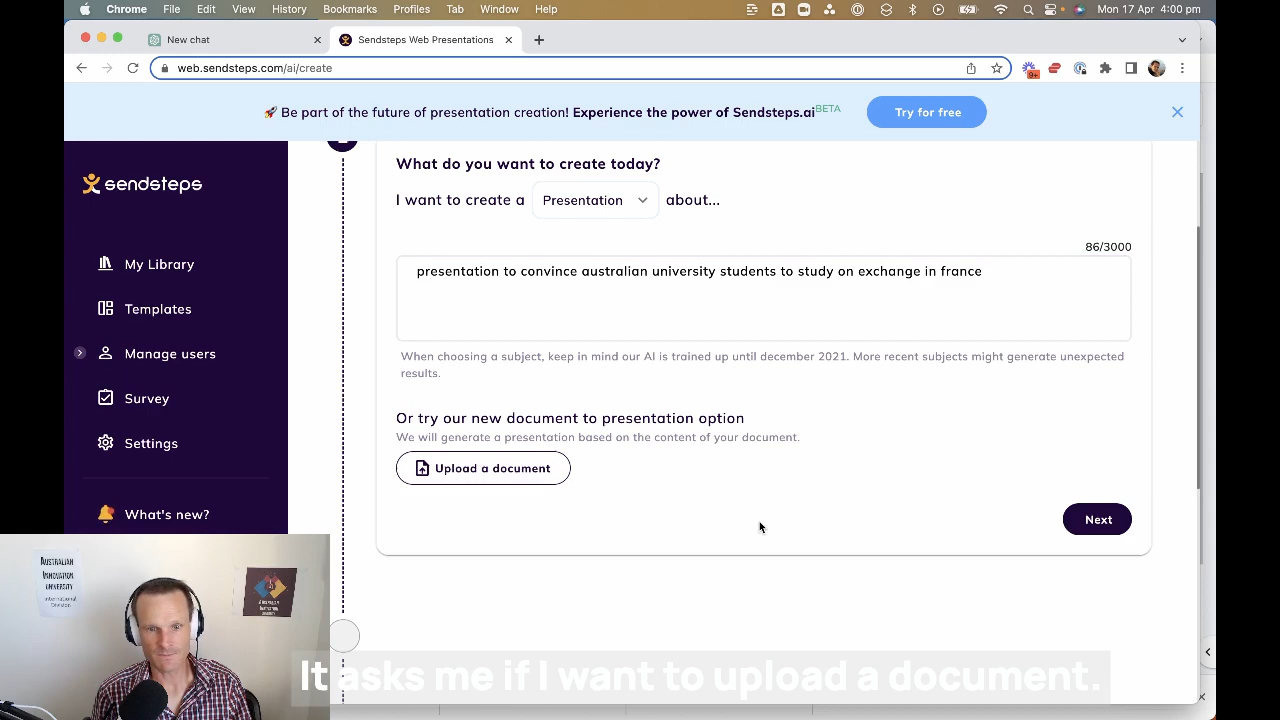 Chrome File Edit View History Bookmarks Profiles Tab Window Help Mon 17 Apr 4:00 pm
New chat
Sendsteps Web Presentations
web.sendsteps.com/ai/create
9+
🚀 Be part of the future of presentation creation! Experience the power of Sendsteps.ai BETA
Try for free
sendsteps
My Library
Templates
Manage users
Survey
Settings
What's new?
What do you want to create today?
I want to create a Presentation about...
86/3000
presentation to convince australian university students to study on exchange in france
When choosing a subject, keep in mind our AI is trained up until december 2021. More recent subjects might generate unexpected
results.
Or try our new document to presentation option
We will generate a presentation based on the content of your document.
Upload a document
Next
Australian
Innovation
University
International
Division
It asks me if I want to upload a document.